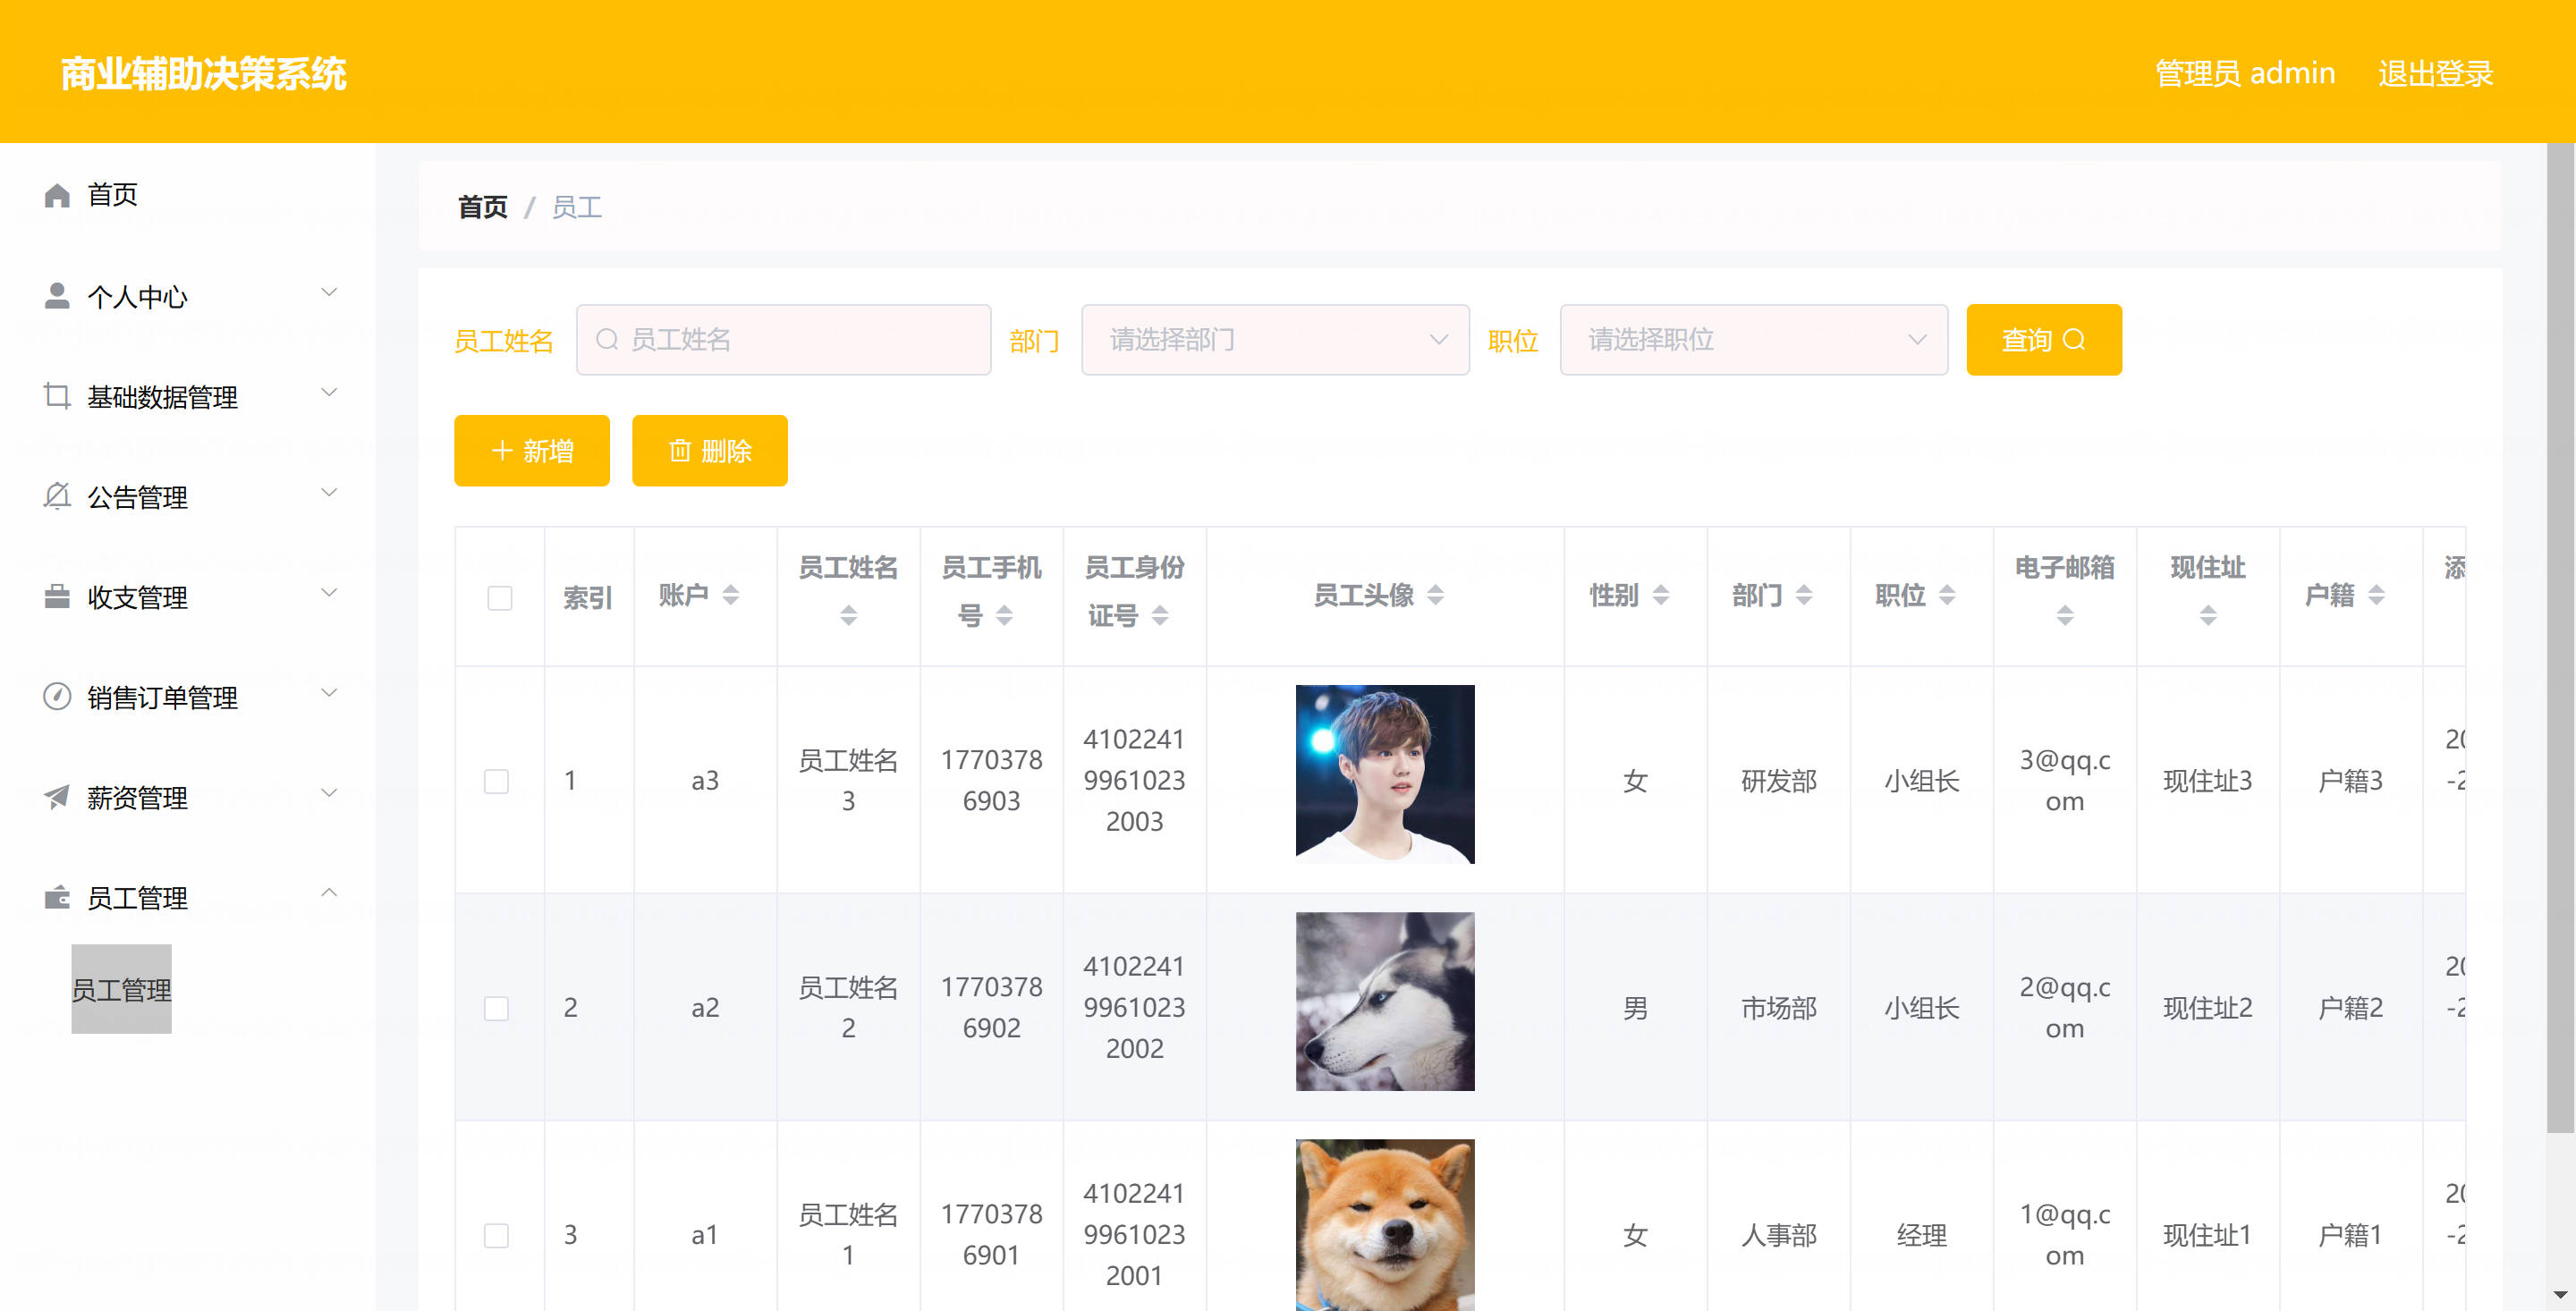 商业辅助决策系统
管理员 admin 退出登录
首页
个人中心
基础数据管理
公告管理
收支管理
销售订单管理
薪资管理
员工管理
员工管理
首页 / 员工
员工姓名 员工姓名 部门 请选择部门 职位 请选择职位 查询
新增 删除
索引 账户 员工姓名 员工手机号 员工身份证号 员工头像 性别 部门 职位 电子邮箱 现住址 户籍 添
1 a3 员工姓名3 17703786903 410224199610232003 女 研发部 小组长 3@qq.com 现住址3 户籍3 20
-2
2 a2 员工姓名2 17703786902 410224199610232002 男 市场部 小组长 2@qq.com 现住址2 户籍2 20
-2
3 a1 员工姓名1 17703786901 410224199610232001 女 人事部 经理 1@qq.com 现住址1 户籍1 20
-2